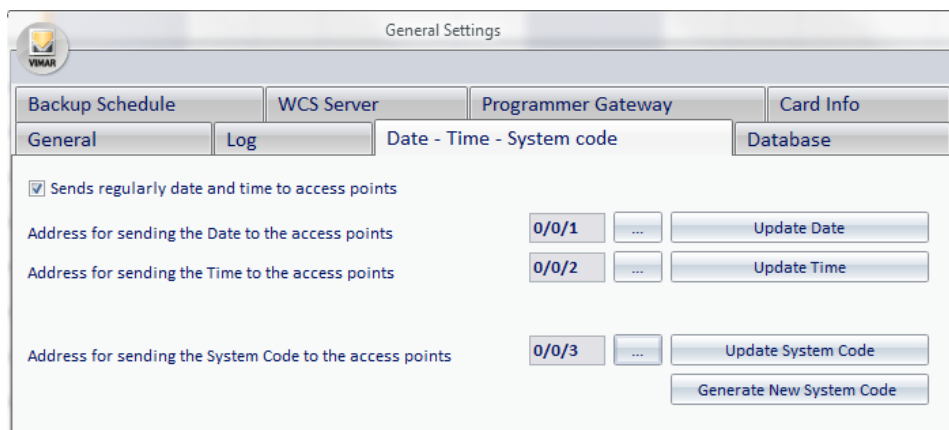 General Settings
VIMAR
Backup Schedule WCS Server Programmer Gateway Card Info
General Log Date - Time - System code Database
Sends regularly date and time to access points
Address for sending the Date to the access points 0/0/1 ... Update Date
Address for sending the Time to the access points 0/0/2 ... Update Time
Address for sending the System Code to the access points 0/0/3 ... Update System Code
Generate New System Code